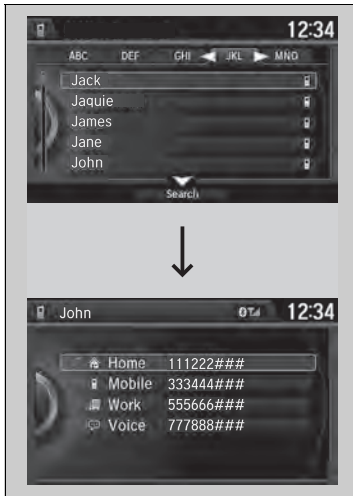 12:34
ABC DEF GHI JKL MNO
Jack
Jaquie
James
Jane
John
Search
John 12:34
Home 111222###
Mobile 333444###
Work 555666###
Voice 777888###